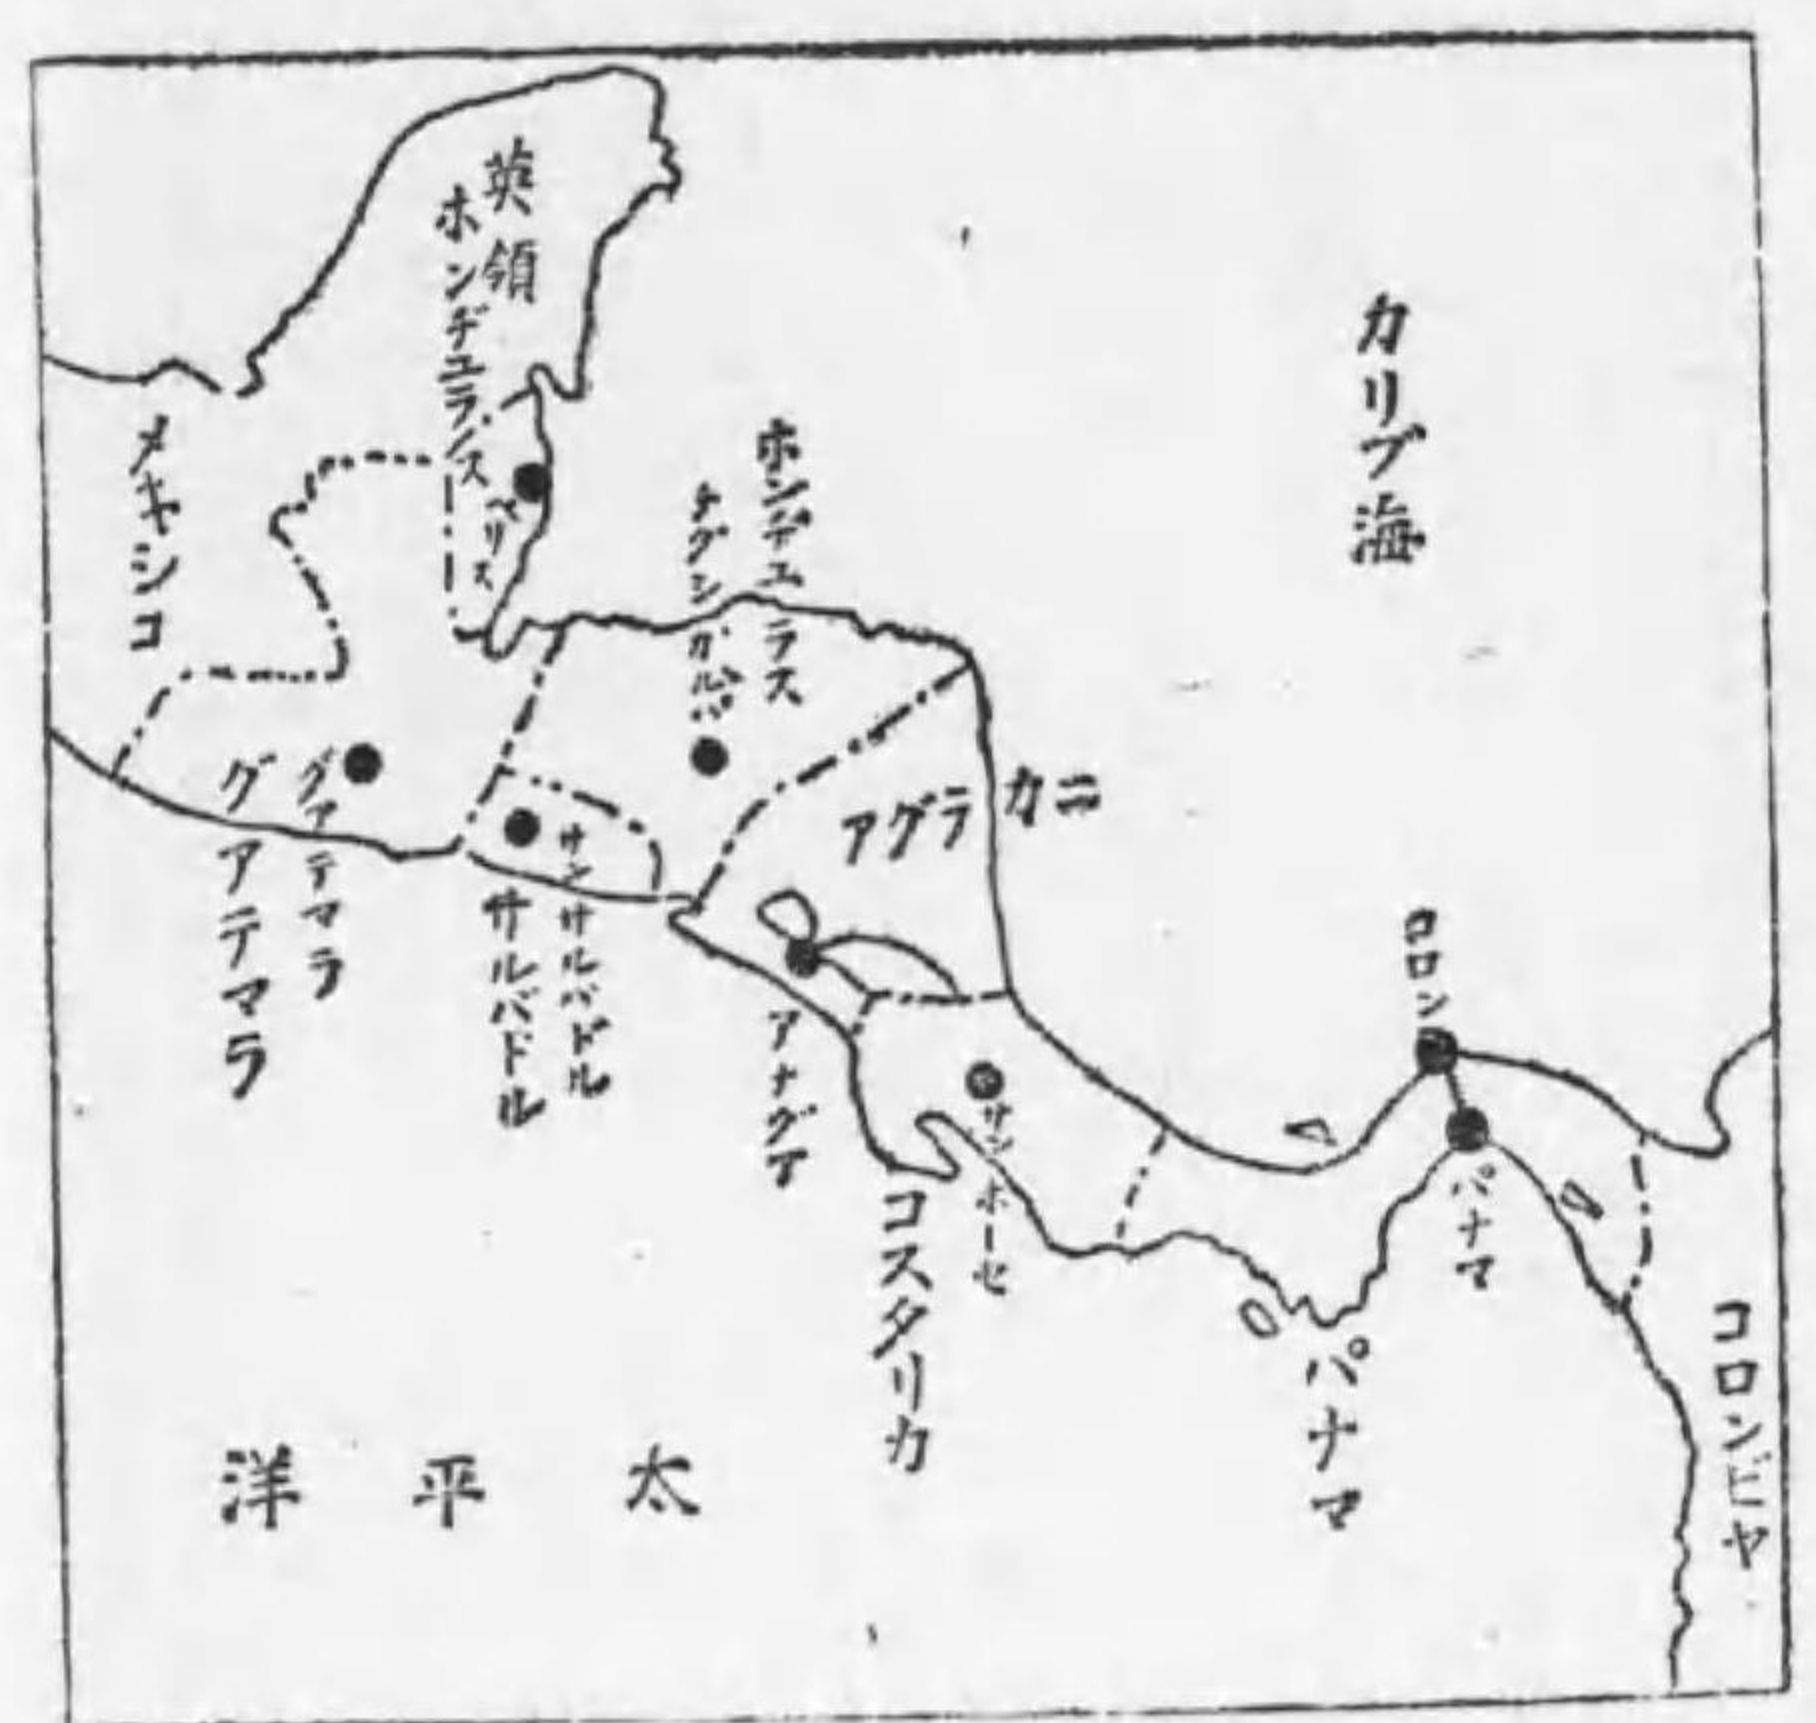 英領
ホンヂユラス
ベリス
カリブ海
ホンデユラス
テグシガルバ
メキシコ
ニカラグア
グァテマラ
グアテマラ
サンサルバドル
サルバドル
アナグア
コロン
パナマ
サンホーセ
コスタリカ
パナマ
コロンビヤ
太平洋